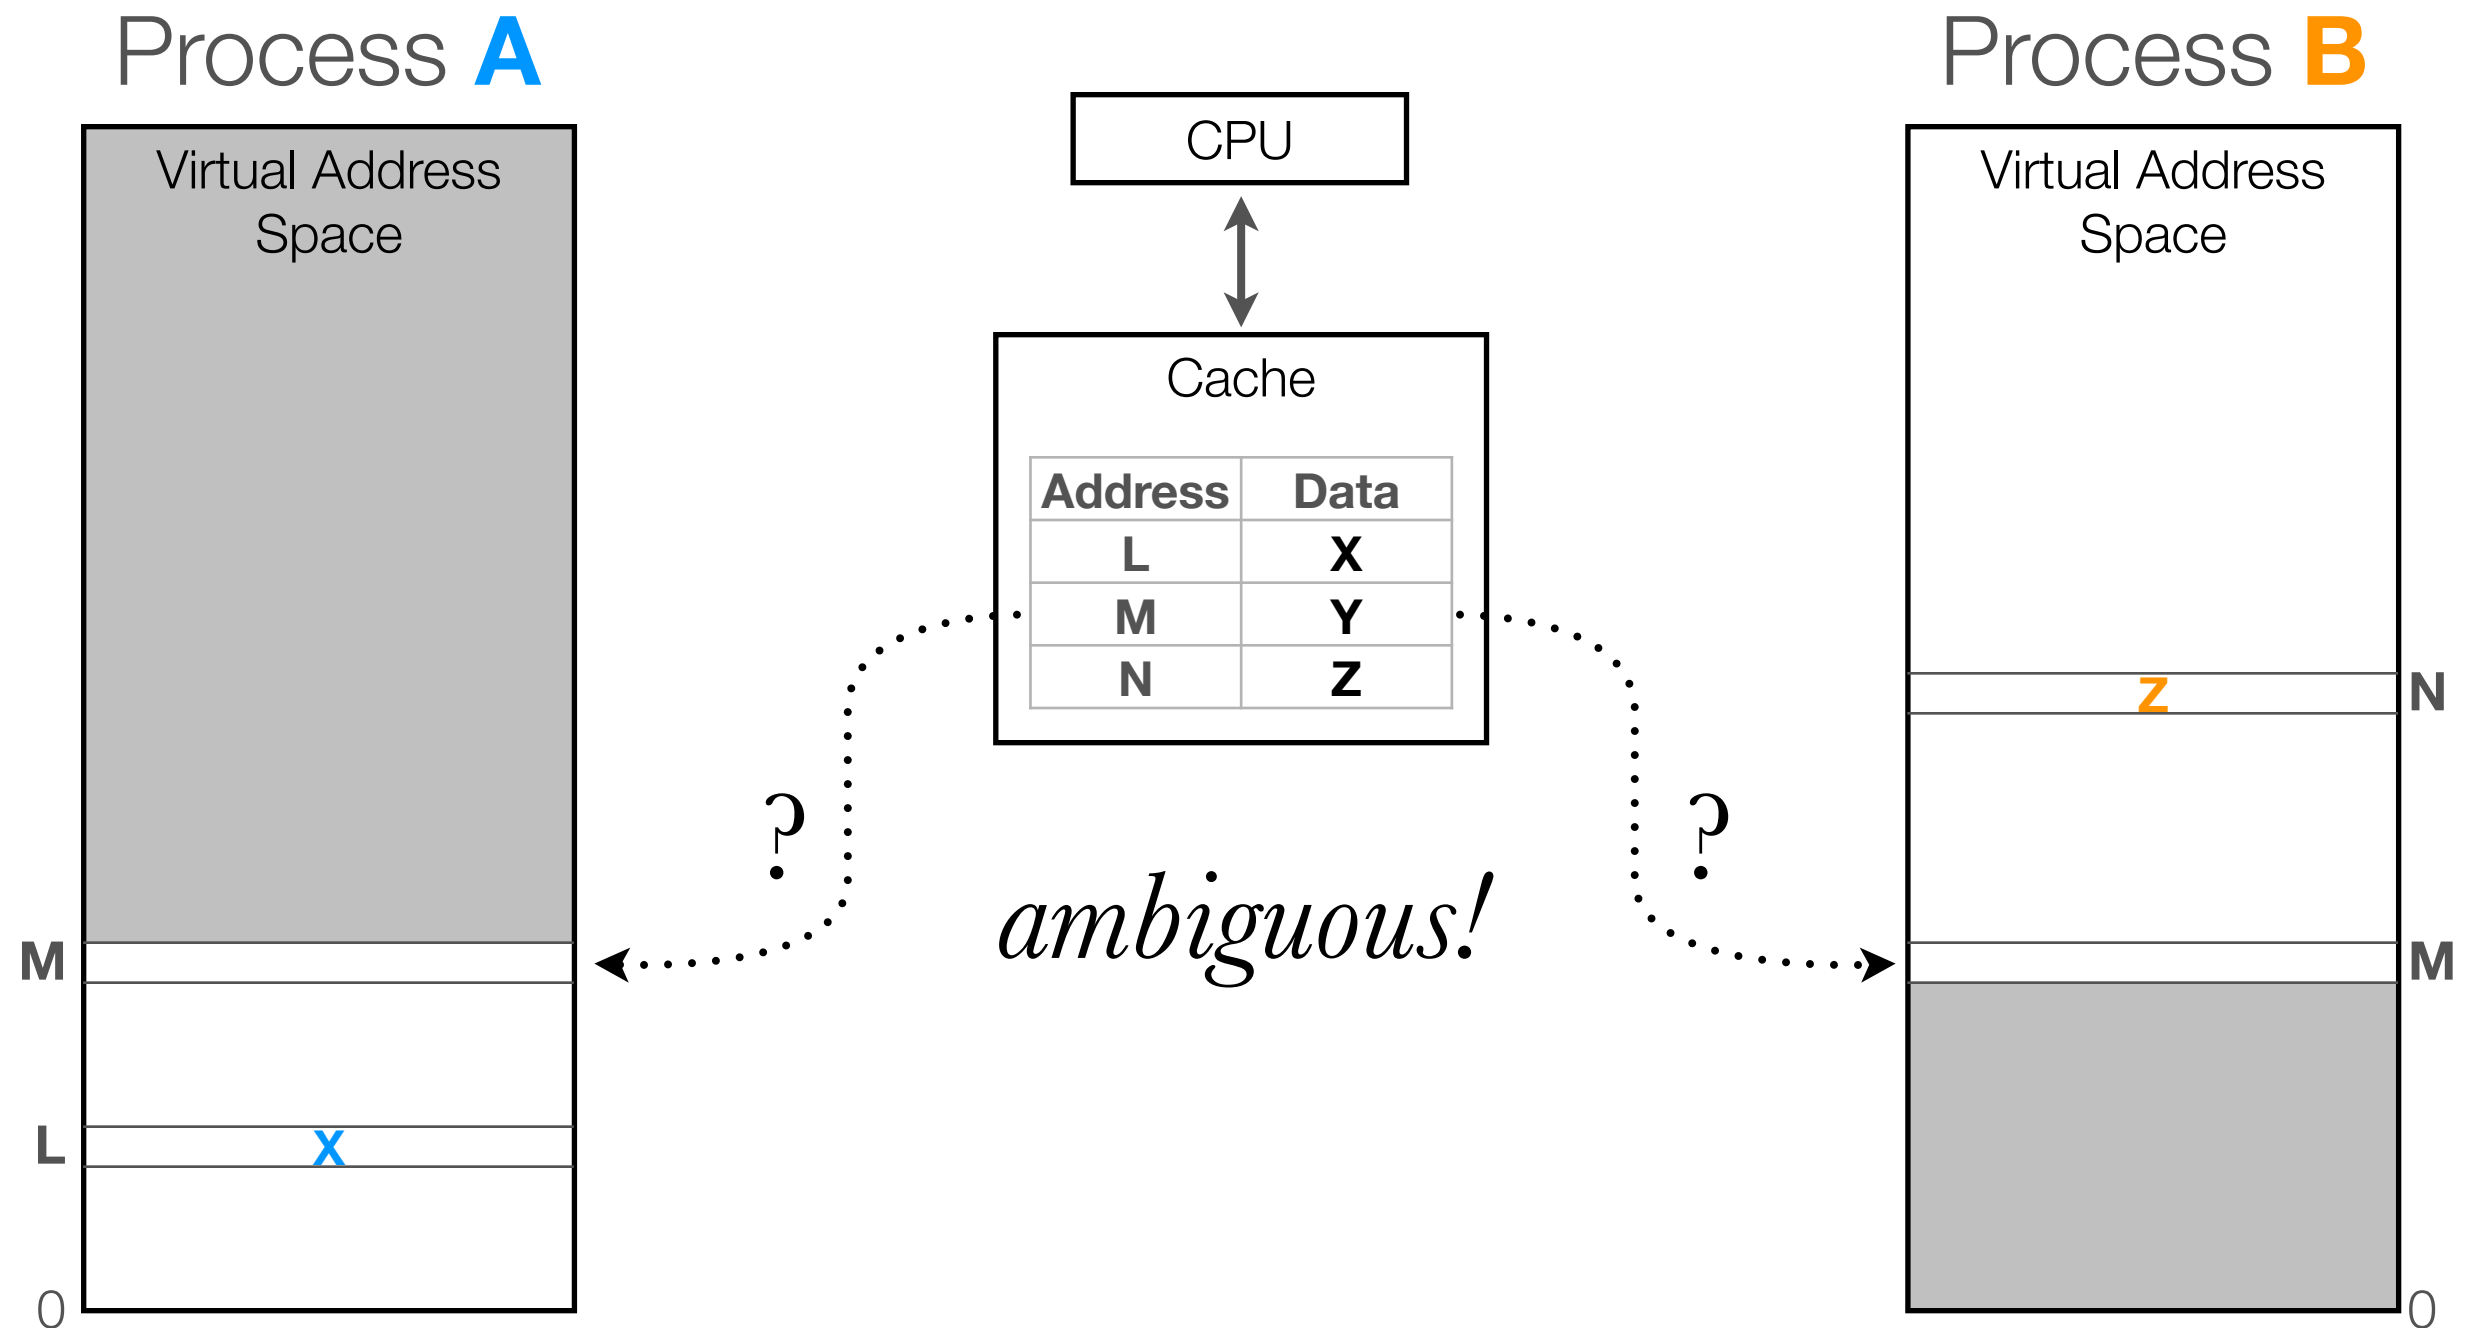 Process A
Virtual Address
Space
M
L
X
0
CPU
Cache
Address Data
L X
M Y
N Z
?
?
ambiguous!
Process B
Virtual Address
Space
Z
N
M
0